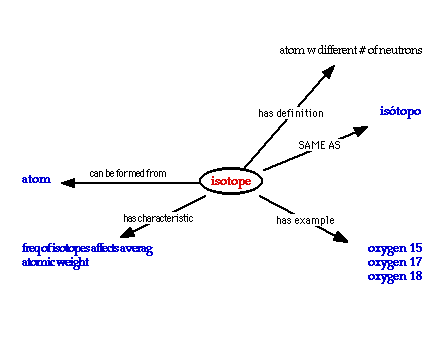 atom w different # of neutrons
has definition
isótopo
SAME AS
atom
can be formed from
isotope
has characteristic
has example
freq of isotopes affects averag
atomic weight
oxygen 15
oxygen 17
oxygen 18